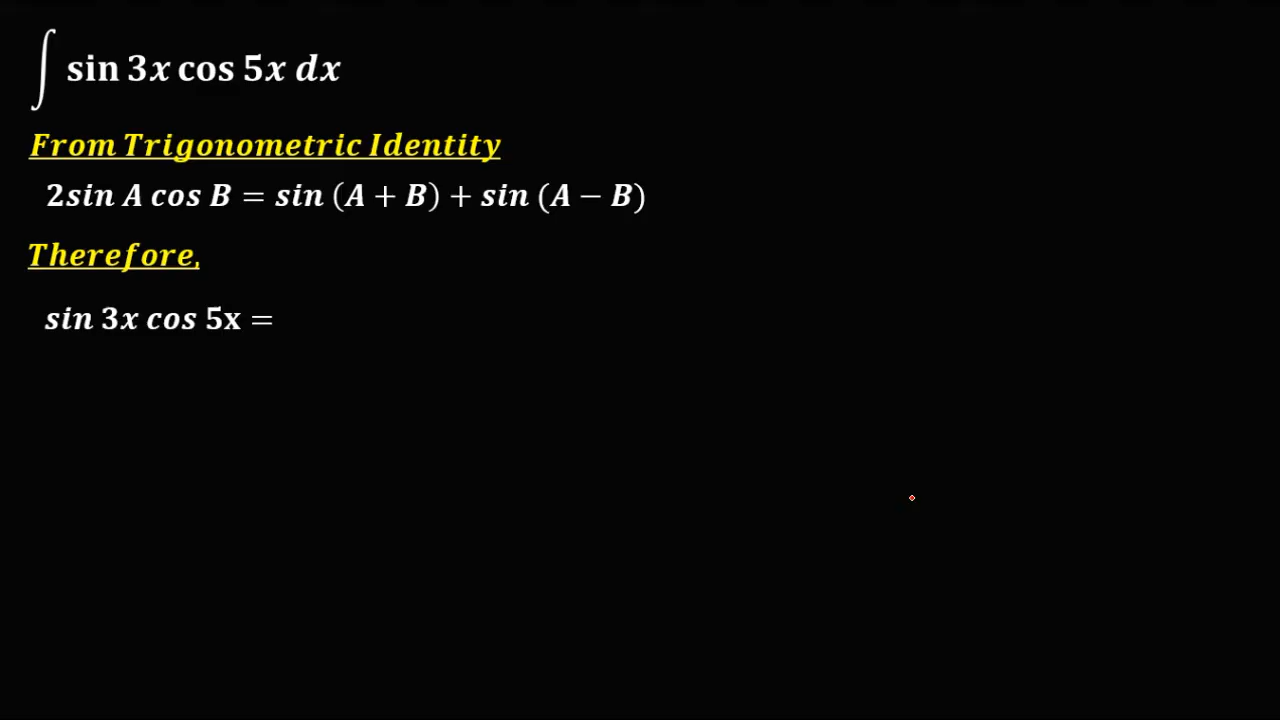 ∫ sin 3x cos 5x dx
From Trigonometric Identity
2sin A cos B = sin (A + B) + sin (A − B)
Therefore,
sin 3x cos 5x =